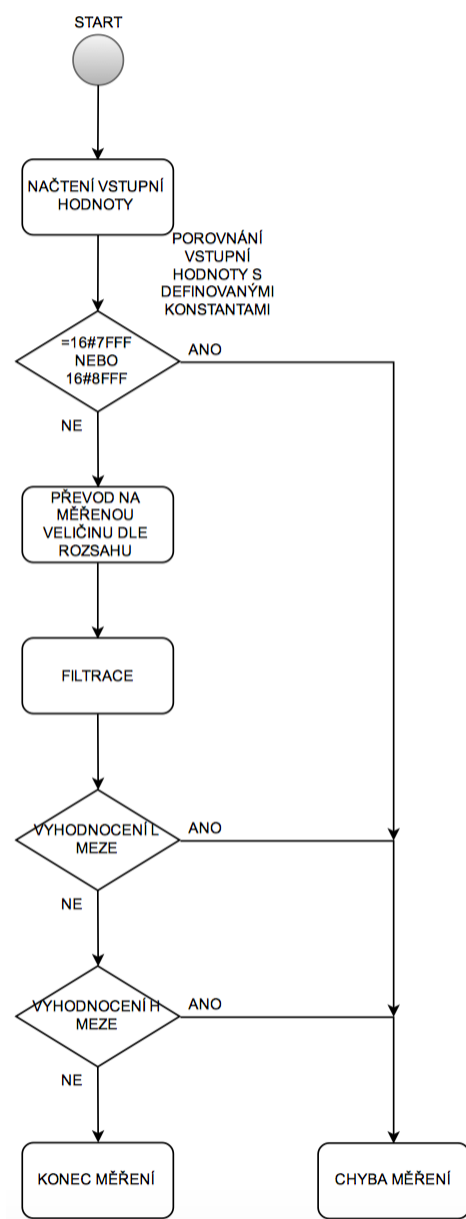 START
NAČTENÍ VSTUPNÍ
HODNOTY
POROVNÁNÍ
VSTUPNÍ
HODNOTY S
DEFINOVANÝMI
KONSTANTAMI
=16#7FFF
NEBO
16#8FFF
ANO
NE
PŘEVOD NA
MĚŘENOU
VELIČINU DLE
ROZSAHU
FILTRACE
VYHODNOCENÍ L
MEZE
ANO
NE
VYHODNOCENÍ H
MEZE
ANO
NE
KONEC MĚŘENÍ
CHYBA MĚŘENÍ